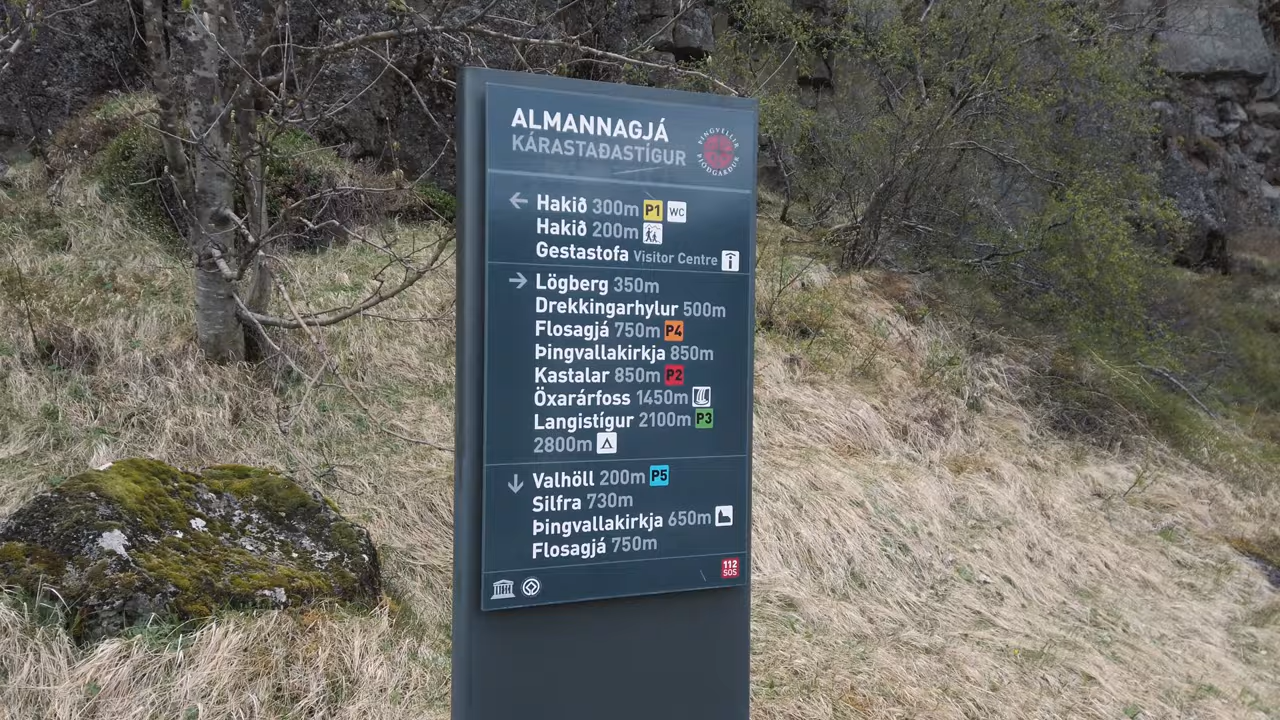 ALMANNAGJÁ
KÁRASTAÐASTÍGUR
ÞINGVELLIR
ÞJÓÐGARÐUR
← Hakið 300m P1 WC
Hakið 200m
Gestastofa Visitor Centre i
→ Lögberg 350m
Drekkingarhylur 500m
Flosagjá 750m P4
Þingvallakirkja 850m
Kastalar 850m P2
Öxarárfoss 1450m
Langistígur 2100m P3
2800m
↓ Valhöll 200m P5
Silfra 730m
Þingvallakirkja 650m
Flosagjá 750m
112
SOS